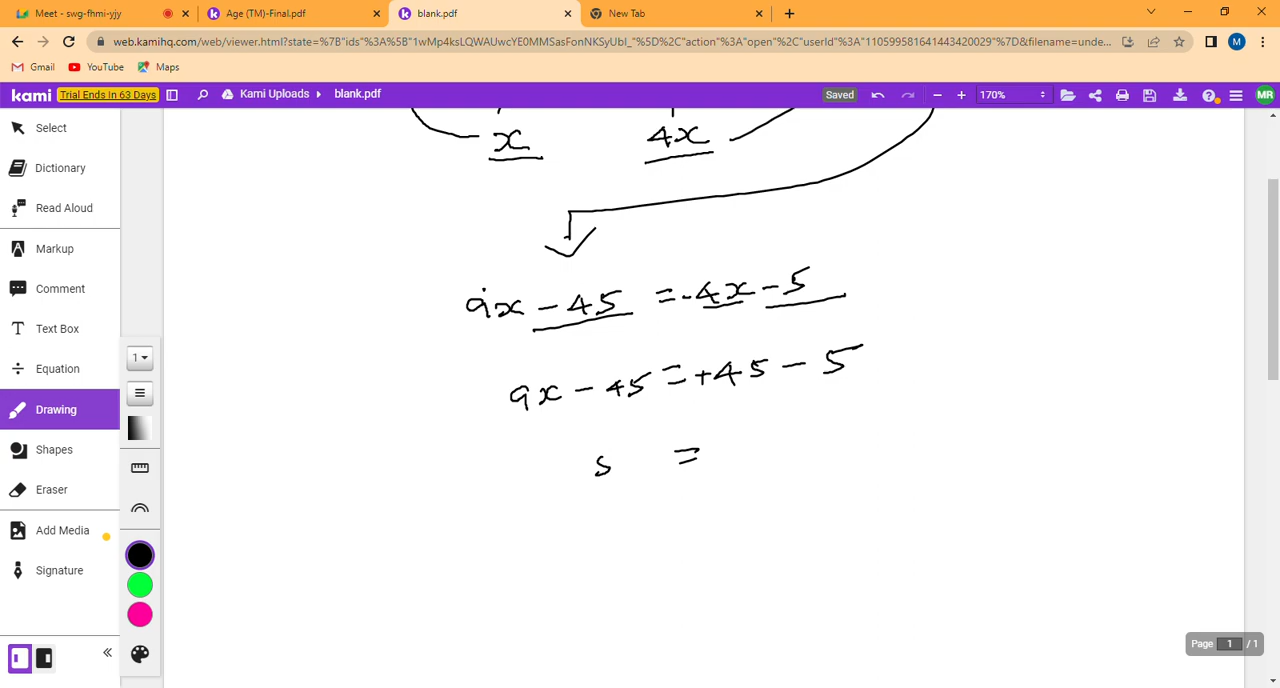 Meet - swg-fhmi-yjy
Age (TM)-Final.pdf
blank.pdf
New Tab
web.kamihq.com/web/viewer.html?state=%7B"ids"%3A%5B"1wMp4ksLQWAUwcYE0MMSasFonNKSyUbI_"%5D%2C"action"%3A"open"%2C"userId"%3A"110599581641443420029"%7D&filename=unde...
M
Gmail
YouTube
Maps
kami
Trial Ends In 63 Days
Kami Uploads
blank.pdf
Saved
170%
MR
Select
Dictionary
Read Aloud
Markup
Comment
Text Box
Equation
Drawing
Shapes
Eraser
Add Media
Signature
1
x 4x
9x - 45 = -4x - 5
9x - 45 = +45 - 5
s =
Page 1 / 1